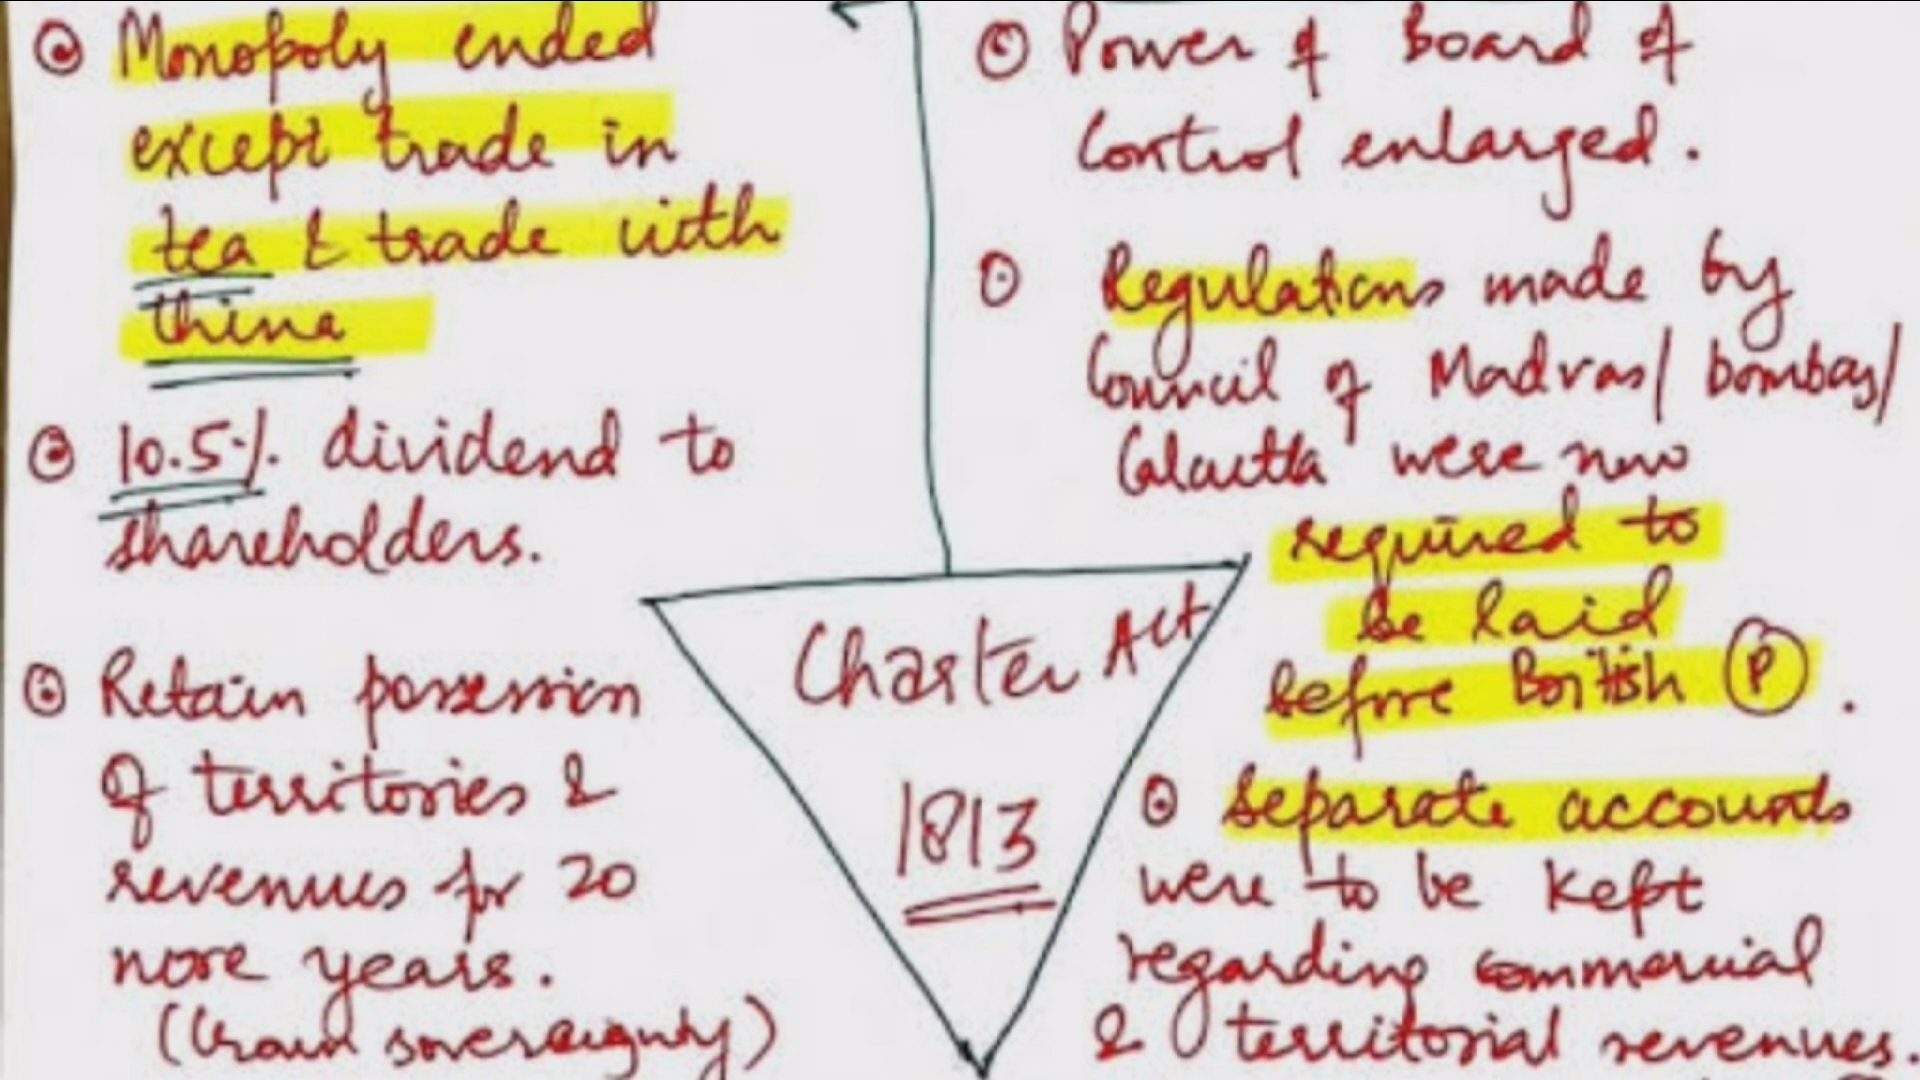 Monopoly ended
except trade in
tea & trade with
China
10.5% dividend to
shareholders.
Retain possession
of territories &
revenues for 20
more years.
(Crown sovereignty)
Charter Act
1813
Power of Board of
Control enlarged.
Regulations made by
Council of Madras/ bombay/
Calcutta were now
required to
be laid
before British P.
Separate accounts
were to be kept
regarding commercial
& territorial revenues.